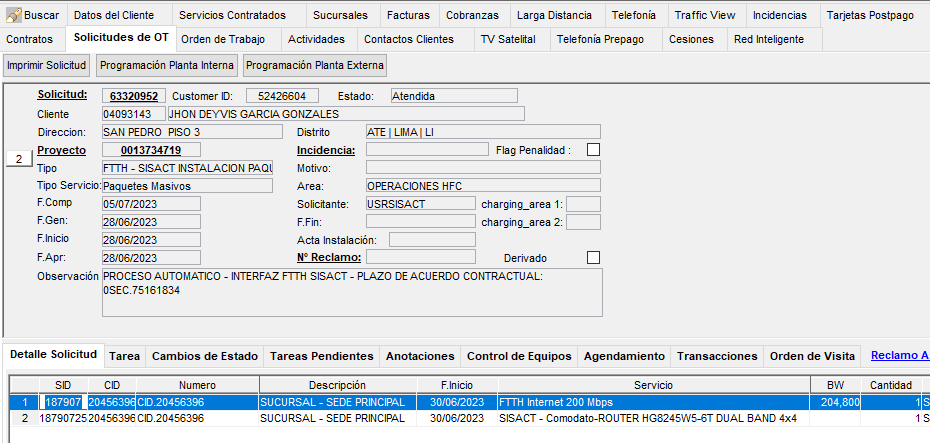 Buscar Datos del Cliente Servicios Contratados Sucursales Facturas Cobranzas Larga Distancia Telefonía Traffic View Incidencias Tarjetas Postpago
Contratos Solicitudes de OT Orden de Trabajo Actividades Contactos Clientes TV Satelital Telefonía Prepago Cesiones Red Inteligente
Imprimir Solicitud Programación Planta Interna Programación Planta Externa
Solicitud: 63320952 Customer ID: 52426604 Estado: Atendida
Cliente 04093143 JHON DEYVIS GARCIA GONZALES
Direccion: SAN PEDRO PISO 3 Distrito ATE | LIMA | LI
2 Proyecto 0013734719 Incidencia: Flag Penalidad :
Tipo FTTH - SISACT INSTALACION PAQU Motivo:
Tipo Servicio: Paquetes Masivos Area: OPERACIONES HFC
F.Comp 05/07/2023 Solicitante: USRSISACT charging_area 1:
F.Gen: 28/06/2023 F.Fin: charging_area 2:
F.Inicio 28/06/2023 Acta Instalación:
F.Apr: 28/06/2023 Nº Reclamo: Derivado
Observación PROCESO AUTOMATICO - INTERFAZ FTTH SISACT - PLAZO DE ACUERDO CONTRACTUAL:
0SEC.75161834
Detalle Solicitud Tarea Cambios de Estado Tareas Pendientes Anotaciones Control de Equipos Agendamiento Transacciones Orden de Visita Reclamo A
SID CID Numero Descripción F.Inicio Servicio BW Cantidad
1 187907 20456396 CID.20456396 SUCURSAL - SEDE PRINCIPAL 30/06/2023 FTTH Internet 200 Mbps 204,800 1 S
2 18790725 20456396 CID.20456396 SUCURSAL - SEDE PRINCIPAL 30/06/2023 SISACT - Comodato-ROUTER HG8245W5-6T DUAL BAND 4x4 1 S